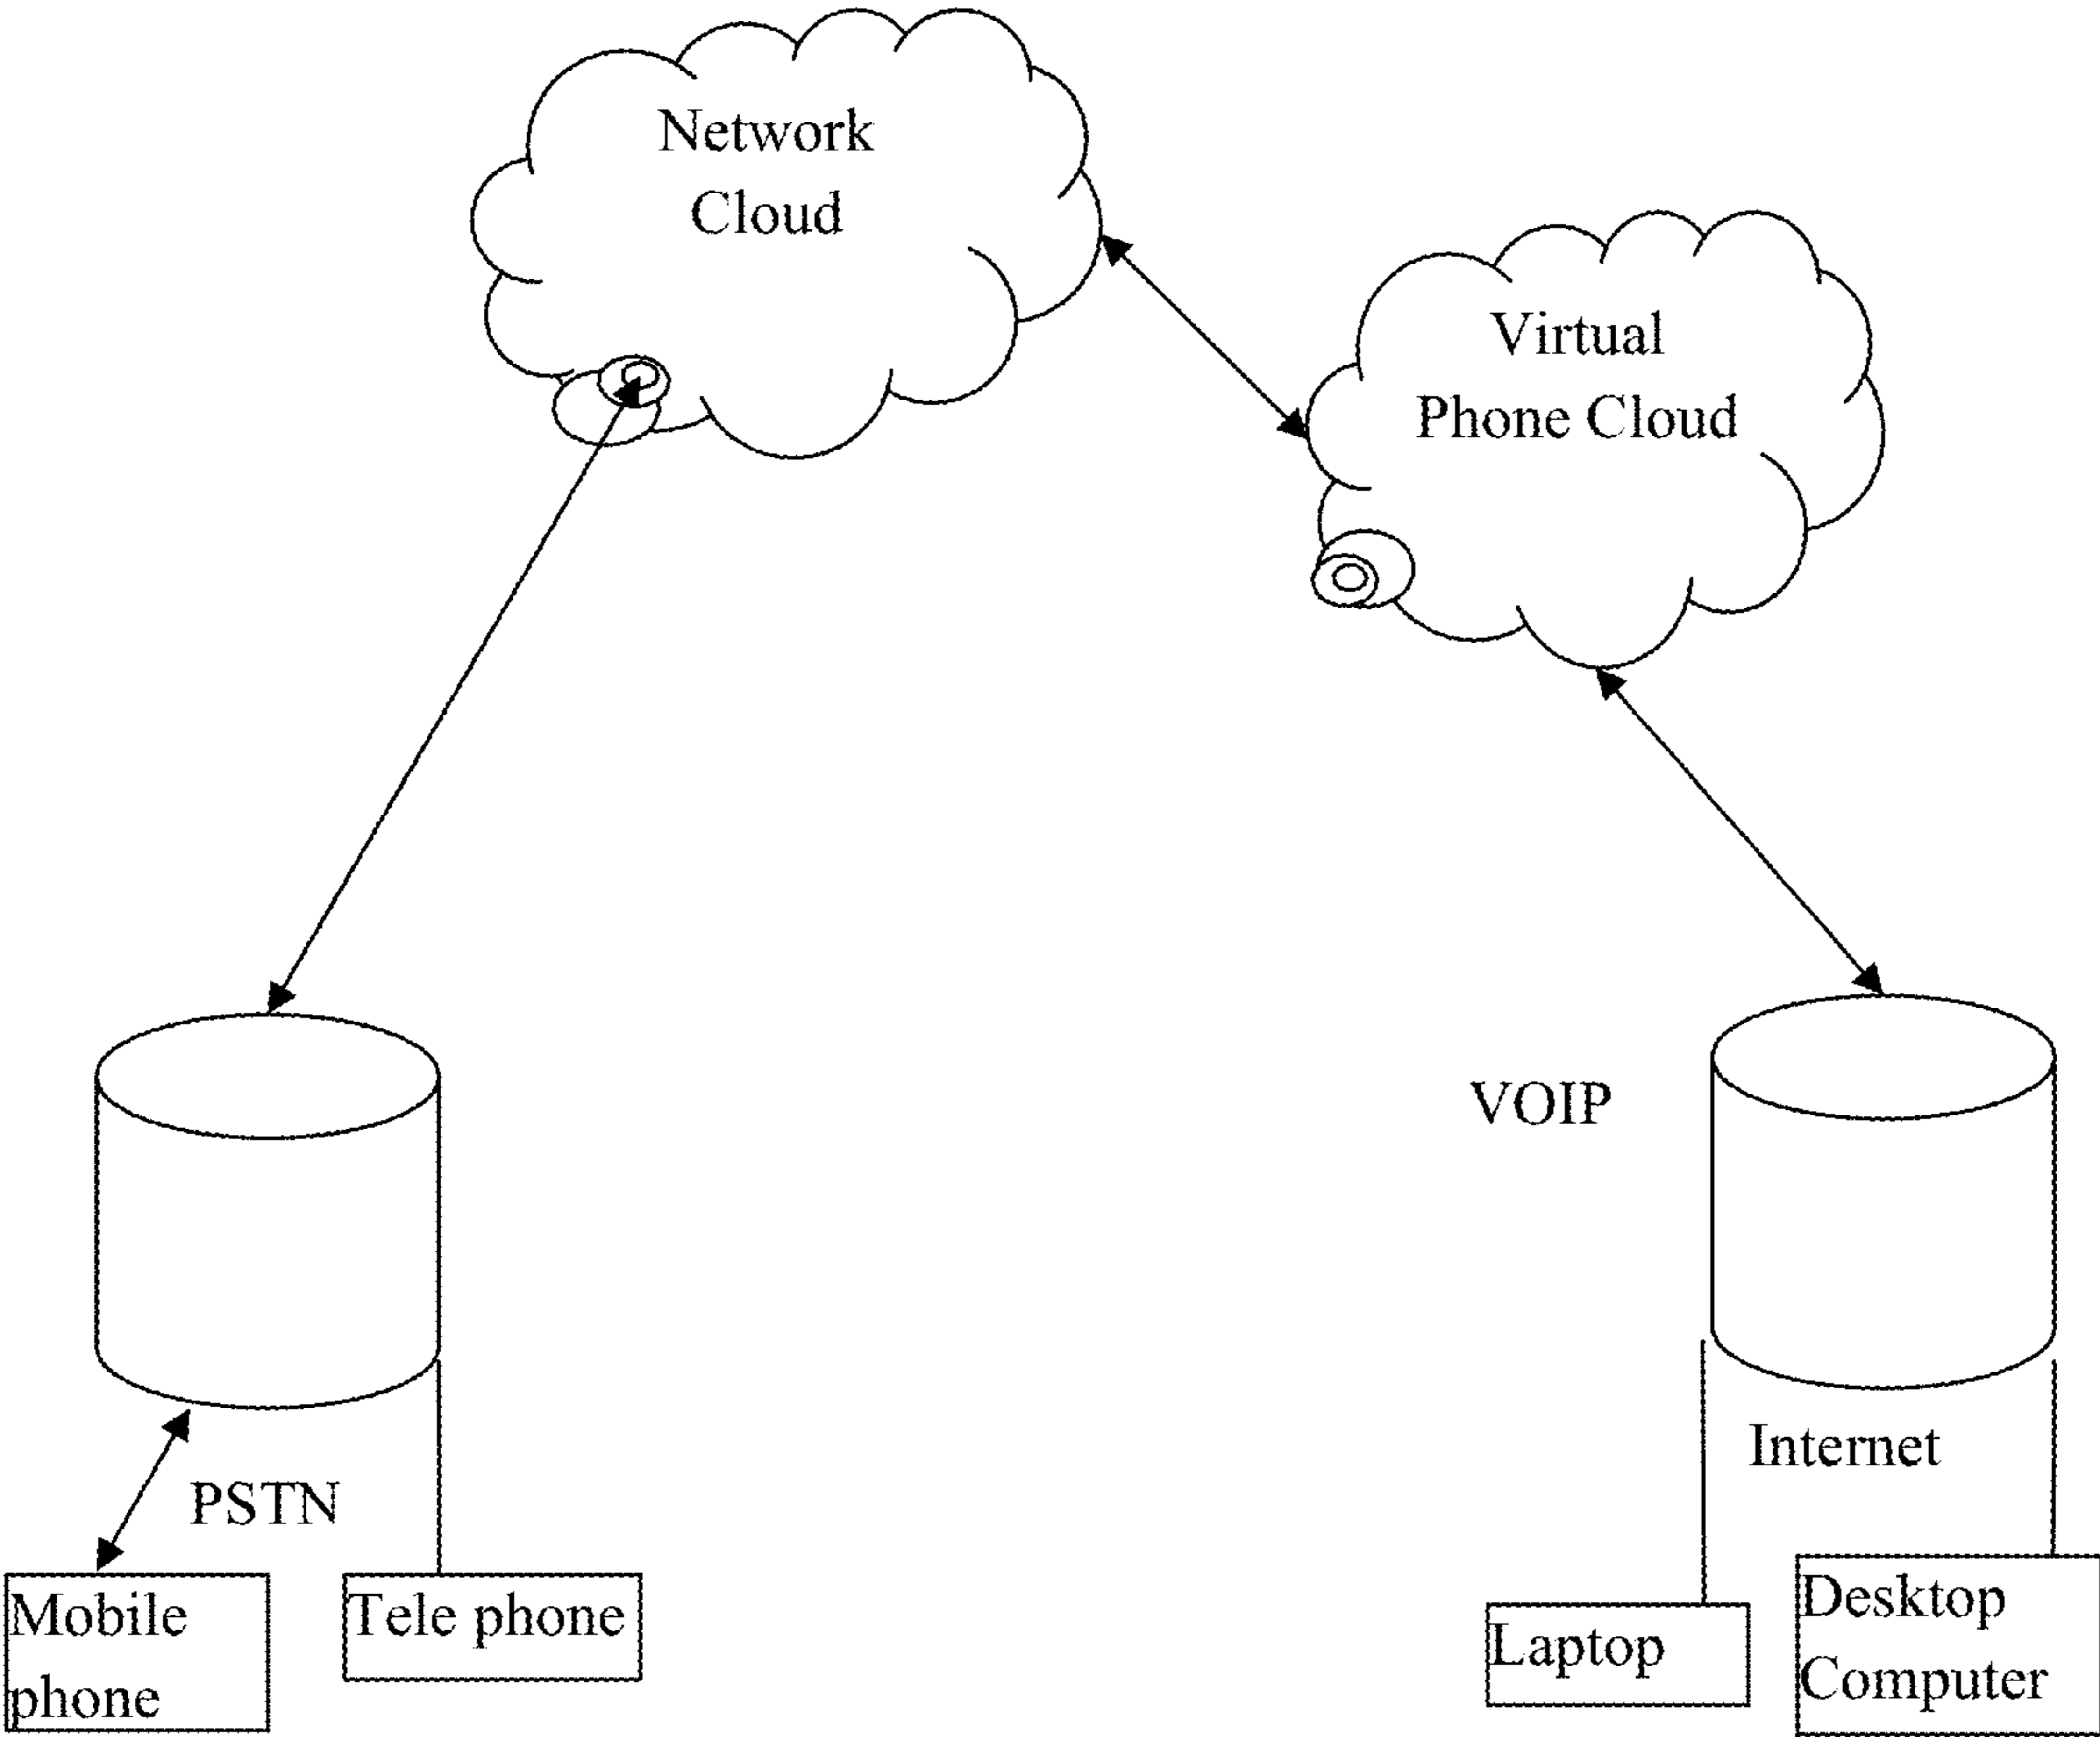 Network
Cloud
Virtual
Phone Cloud
VOIP
Internet
PSTN
Mobile
phone
Tele phone
Laptop
Desktop
Computer